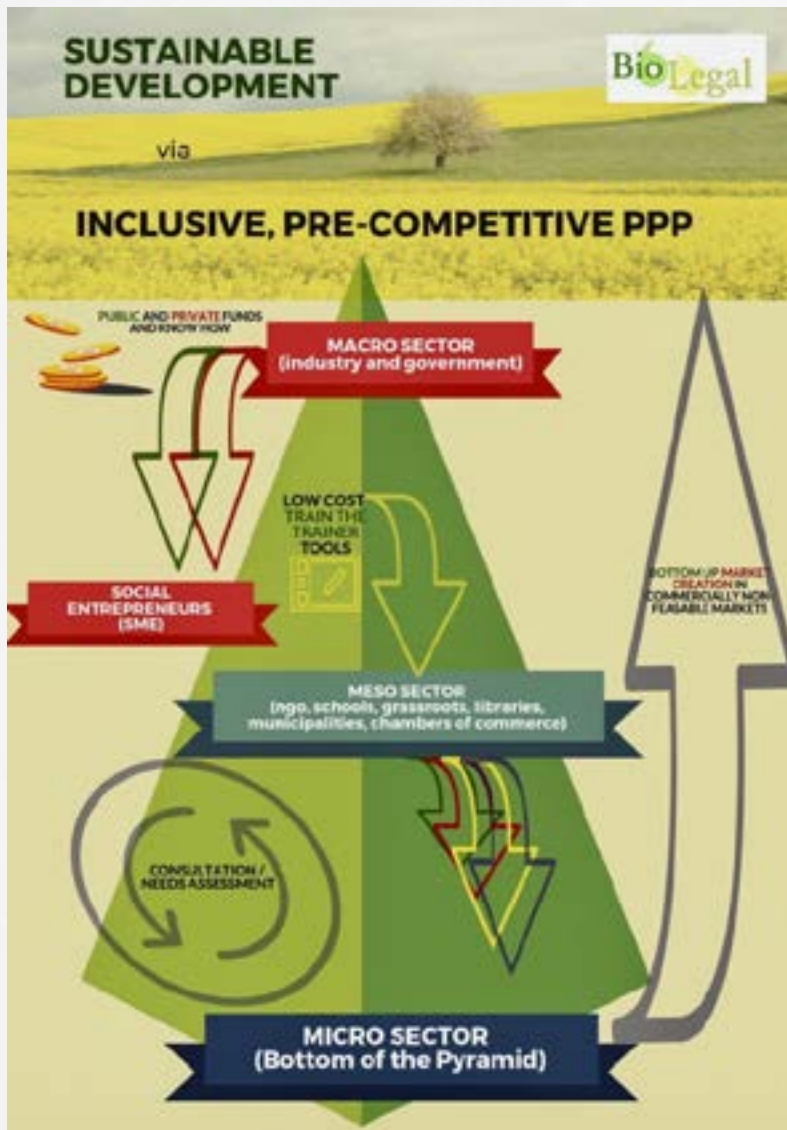 SUSTAINABLE
DEVELOPMENT
BioLegal
via
INCLUSIVE, PRE-COMPETITIVE PPP
PUBLIC AND PRIVATE FUNDS
AND KNOW HOW
MACRO SECTOR
(industry and government)
LOW COST
TRAIN THE
TRAINER
TOOLS
SOCIAL
ENTREPRENEURS
(SME)
BOTTOM UP MARKET
CREATION IN
COMMERCIALLY NON
FEASABLE MARKETS
MESO SECTOR
(ngo, schools, grassroots, libraries,
municipalities, chambers of commerce)
CONSULTATION /
NEEDS ASSESSMENT
MICRO SECTOR
(Bottom of the Pyramid)